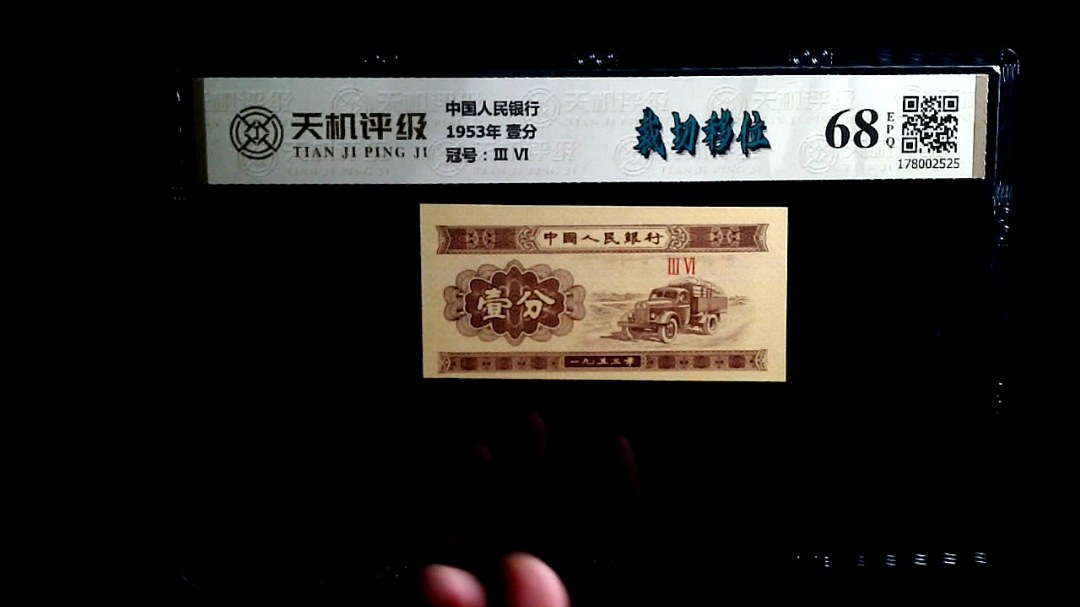 天机评级
TIAN JI PING JI
中国人民银行
1953年 壹分
冠号：Ⅲ Ⅵ
裁切移位
68
EPQ
178002525
中國人民銀行
Ⅲ Ⅵ
壹分
一九五三年